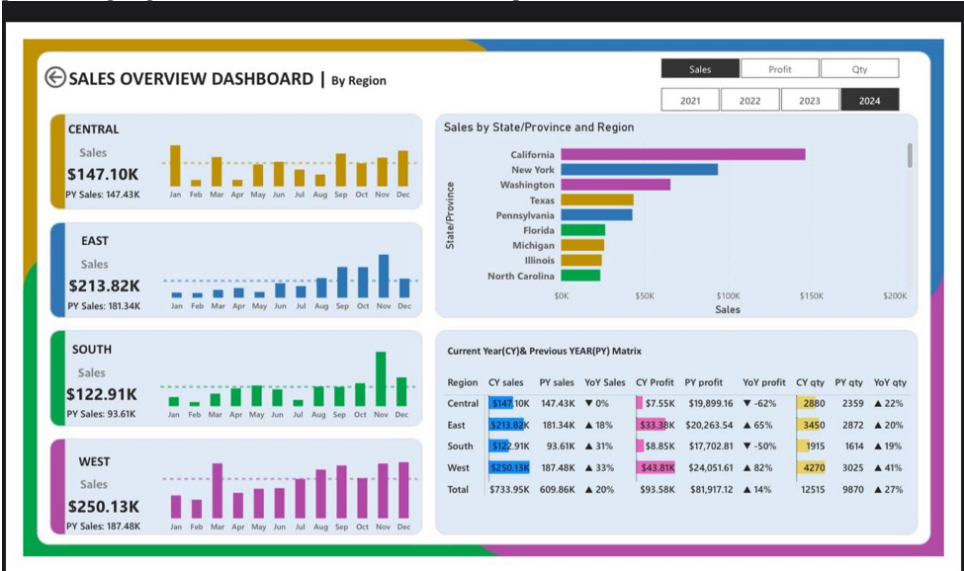 SALES OVERVIEW DASHBOARD | By Region
Sales Profit Qty
2021 2022 2023 2024
CENTRAL
Sales
$147.10K
PY Sales: 147.43K
Jan Feb Mar Apr May Jun Jul Aug Sep Oct Nov Dec
EAST
Sales
$213.82K
PY Sales: 181.34K
Jan Feb Mar Apr May Jun Jul Aug Sep Oct Nov Dec
SOUTH
Sales
$122.91K
PY Sales: 93.61K
Jan Feb Mar Apr May Jun Jul Aug Sep Oct Nov Dec
WEST
Sales
$250.13K
PY Sales: 187.48K
Jan Feb Mar Apr May Jun Jul Aug Sep Oct Nov Dec
Sales by State/Province and Region
State/Province
California
New York
Washington
Texas
Pennsylvania
Florida
Michigan
Illinois
North Carolina
$0K $50K $100K $150K $200K
Sales
Current Year(CY)& Previous YEAR(PY) Matrix
Region CY sales PY sales YoY Sales CY Profit PY profit YoY profit CY qty PY qty YoY qty
Central $147.10K 147.43K ▼ 0% $7.55K $19,899.16 ▼ -62% 2880 2359 ▲ 22%
East $213.82K 181.34K ▲ 18% $33.38K $20,263.54 ▲ 65% 3450 2872 ▲ 20%
South $122.91K 93.61K ▲ 31% $8.85K $17,702.81 ▼ -50% 1915 1614 ▲ 19%
West $250.13K 187.48K ▲ 33% $43.81K $24,051.61 ▲ 82% 4270 3025 ▲ 41%
Total $733.95K 609.86K ▲ 20% $93.58K $81,917.12 ▲ 14% 12515 9870 ▲ 27%